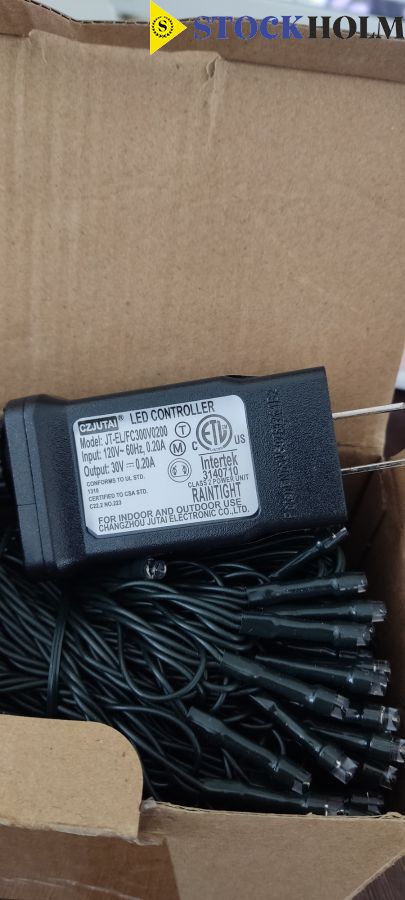 S STOCKHOLM
CZJUTAI® LED CONTROLLER
Model: JT-EL/FC300V0200
Input: 120V~ 60Hz, 0.20A
Output: 30V⎓0.20A
CONFORMS TO UL STD.
1310
CERTIFIED TO CSA STD.
C22.2 NO.223
T
M
ETL
C US
Intertek
3140710
CLASS 2 POWER UNIT
RAINTIGHT
FOR INDOOR AND OUTDOOR USE
CHANGZHOU JUTAI ELECTRONIC CO.,LTD.